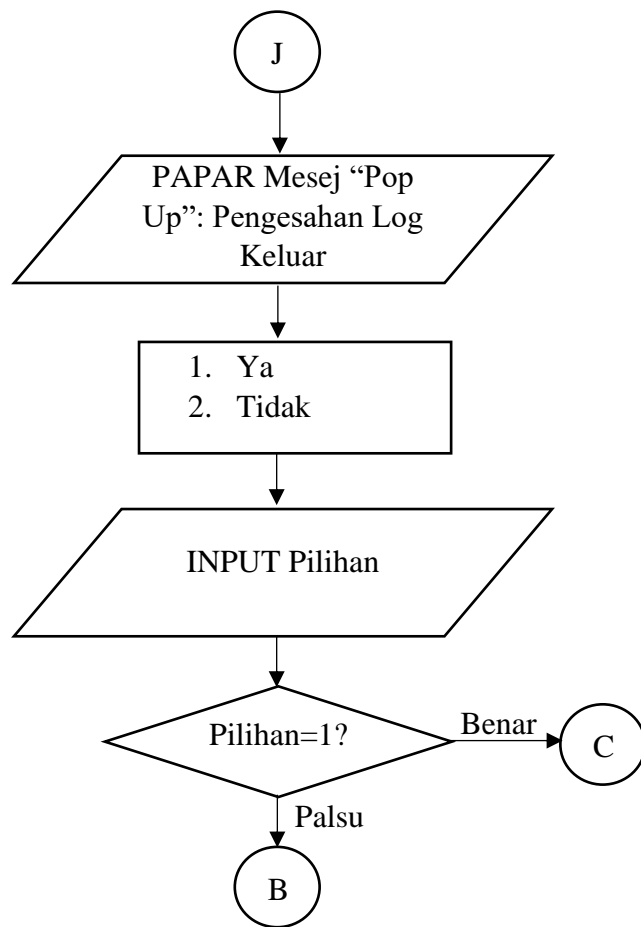 J
PAPAR Mesej “Pop
Up”: Pengesahan Log
Keluar
1. Ya
2. Tidak
INPUT Pilihan
Pilihan=1?
Benar
C
Palsu
B